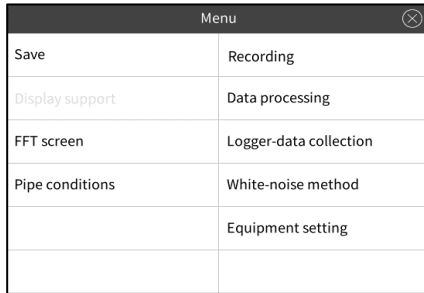 Menu
Save
Recording
Display support
Data processing
FFT screen
Logger-data collection
Pipe conditions
White-noise method
Equipment setting